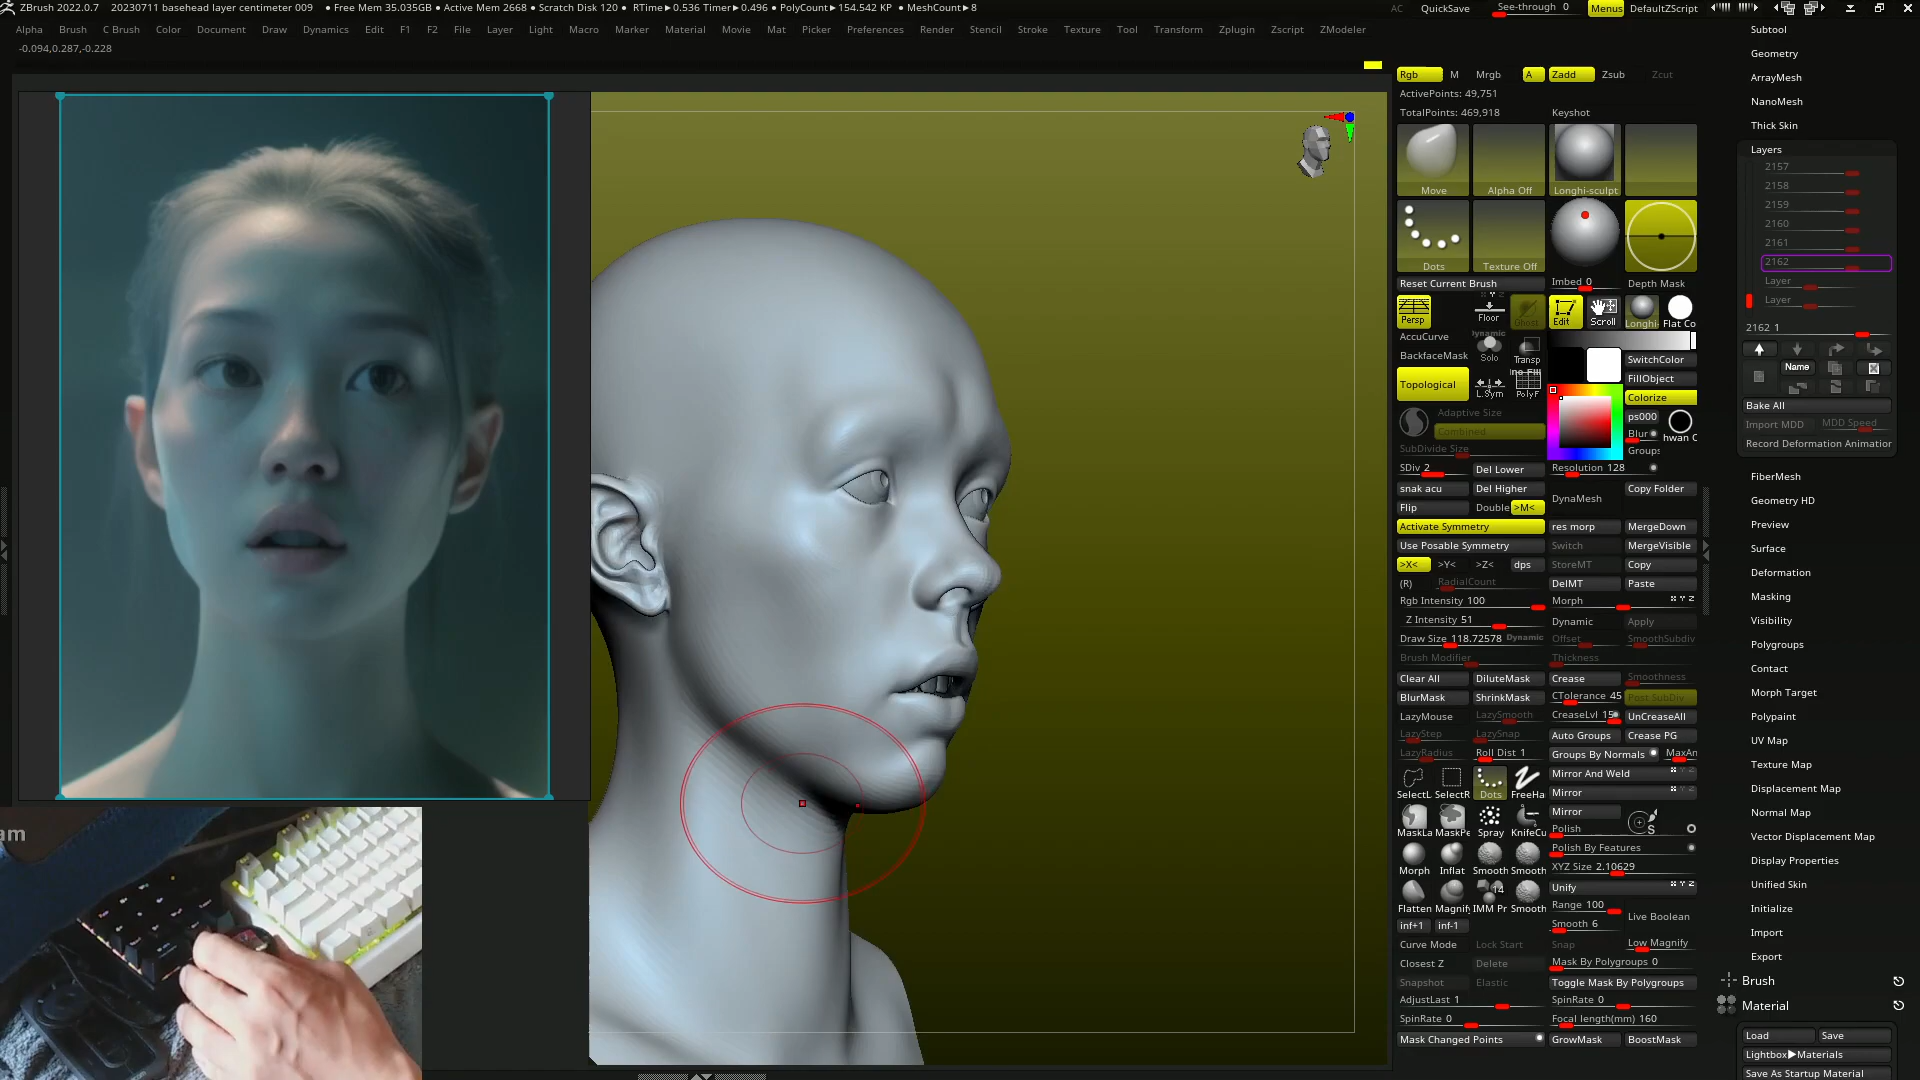 ZBrush 2022.0.7 20230711 basehead layer centimeter 009 ● Free Mem 35.035GB ● Active Mem 2668 ● Scratch Disk 120 ● RTime►0.536 Timer►0.496 ● PolyCount►154.542 KP ● MeshCount►8
AC QuickSave See-through 0 Menus DefaultZScript
Alpha Brush C Brush Color Document Draw Dynamics Edit F1 F2 File Layer Light Macro Marker Material Mat Movie Picker Preferences Render Stencil Stroke Texture Tool Transform Zplugin Zscript ZModeler
-0.094,0.287,-0.228
Rgb M Mrgb A Zadd Zsub Zcut
ActivePoints: 49,751
TotalPoints: 469,918 Keyshot
Move Alpha Off Longhi-sculpt
Dots Texture Off
Reset Current Brush Imbed 0 Depth Mask
Persp Floor Ghost Edit Scroll Longhi- Flat Co
AccuCurve Dynamic
BackfaceMask Solo Transp SwitchColor
Topological L.Sym PolyF FillObject
Colorize
Adaptive Size ps000
Combined Blur hwan C
SubDivide Size Groups
SDiv 2 Del Lower Resolution 128
snak acu Del Higher DynaMesh Copy Folder
Flip Double >M<
Activate Symmetry res morp MergeDown
Use Posable Symmetry Switch MergeVisible
>X< >Y< >Z< dps StoreMT Copy
(R) RadialCount DelMT Paste
Rgb Intensity 100 Morph
Z Intensity 51 Dynamic Apply
Draw Size 118.72578 Dynamic Offset SmoothSubdiv
Brush Modifier Thickness
Clear All DiluteMask Crease Smoothness
BlurMask ShrinkMask CTolerance 45 Post SubDiv
LazyMouse LazySmooth CreaseLvl 15 UnCreaseAll
LazyStep LazySnap Auto Groups Crease PG
LazyRadius Roll Dist 1 Groups By Normals MaxAn
Mirror And Weld
SelectL SelectR Dots FreeHa Mirror
Mirror
MaskLa MaskPe Spray KnifeCu Polish
Polish By Features
Morph Inflat Smooth Smooth XYZ Size 2.10629
Unify
Flatten Magnify IMM Pr 14 Smooth Range 100 Live Boolean
inf+1 inf-1 Smooth 6
Curve Mode Lock Start Snap Low Magnify
Closest Z Delete Mask By Polygroups 0
Snapshot Elastic Toggle Mask By Polygroups
AdjustLast 1 SpinRate 0
SpinRate 0 Focal length(mm) 160
Mask Changed Points GrowMask BoostMask
Subtool
Geometry
ArrayMesh
NanoMesh
Thick Skin
Layers
2157
2158
2159
2160
2161
2162
Layer
Layer
2162 1
Name
Bake All
Import MDD MDD Speed
Record Deformation Animation
FiberMesh
Geometry HD
Preview
Surface
Deformation
Masking
Visibility
Polygroups
Contact
Morph Target
Polypaint
UV Map
Texture Map
Displacement Map
Normal Map
Vector Displacement Map
Display Properties
Unified Skin
Initialize
Import
Export
Brush
Material
Load Save
Lightbox►Materials
Save As Startup Material
am